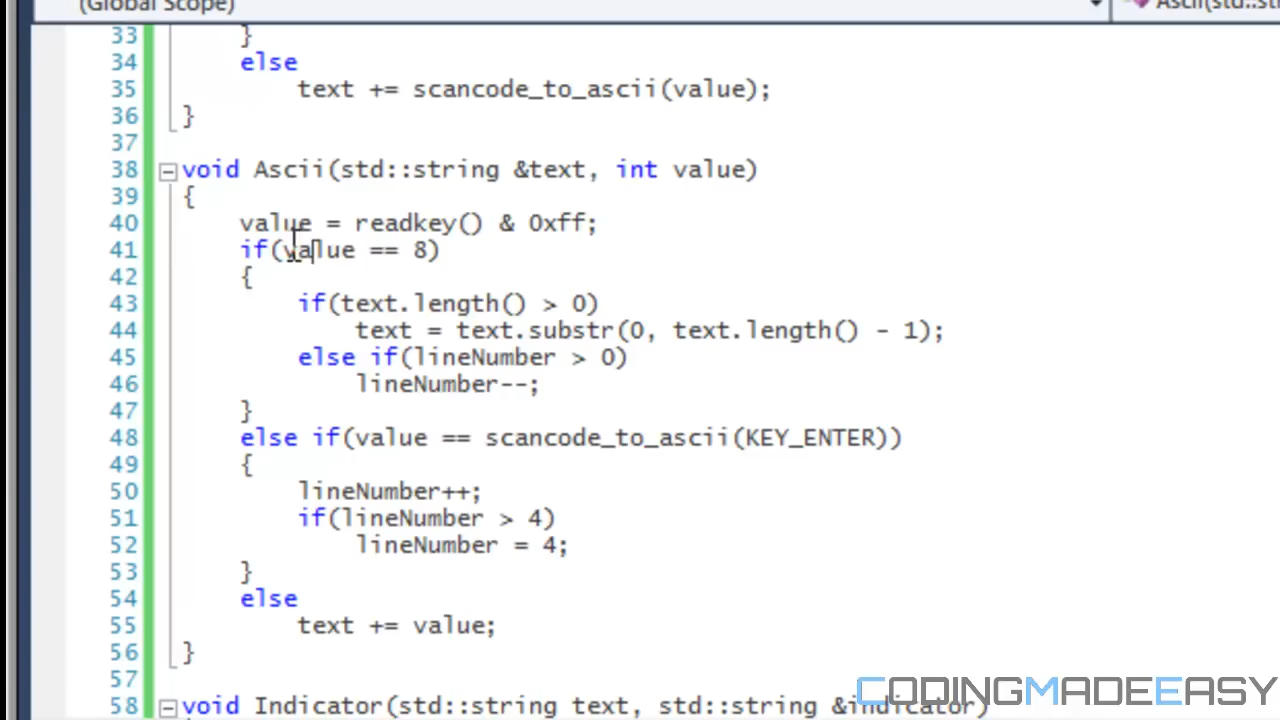 (Global Scope)
33 }
34 else
35 text += scancode_to_ascii(value);
36 }
37
38 void Ascii(std::string &text, int value)
39 {
40 value = readkey() & 0xff;
41 if(value == 8)
42 {
43 if(text.length() > 0)
44 text = text.substr(0, text.length() - 1);
45 else if(lineNumber > 0)
46 lineNumber--;
47 }
48 else if(value == scancode_to_ascii(KEY_ENTER))
49 {
50 lineNumber++;
51 if(lineNumber > 4)
52 lineNumber = 4;
53 }
54 else
55 text += value;
56 }
57
58 void Indicator(std::string text, std::string &indicator)
CODINGMADEEASY